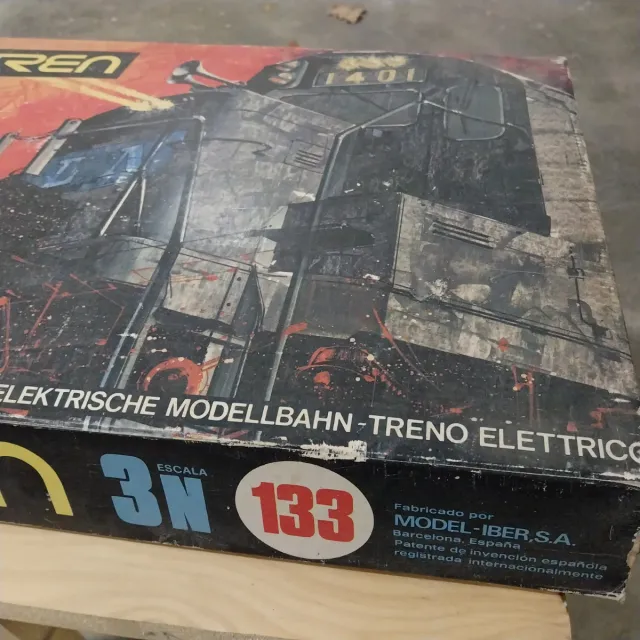 REN
1401
ELEKTRISCHE MODELLBAHN - TRENO ELETTRICO
ESCALA
3N
133
Fabricado por
MODEL-IBER, S.A.
Barcelona, España
Patente de invención española
registrada internacionalmente